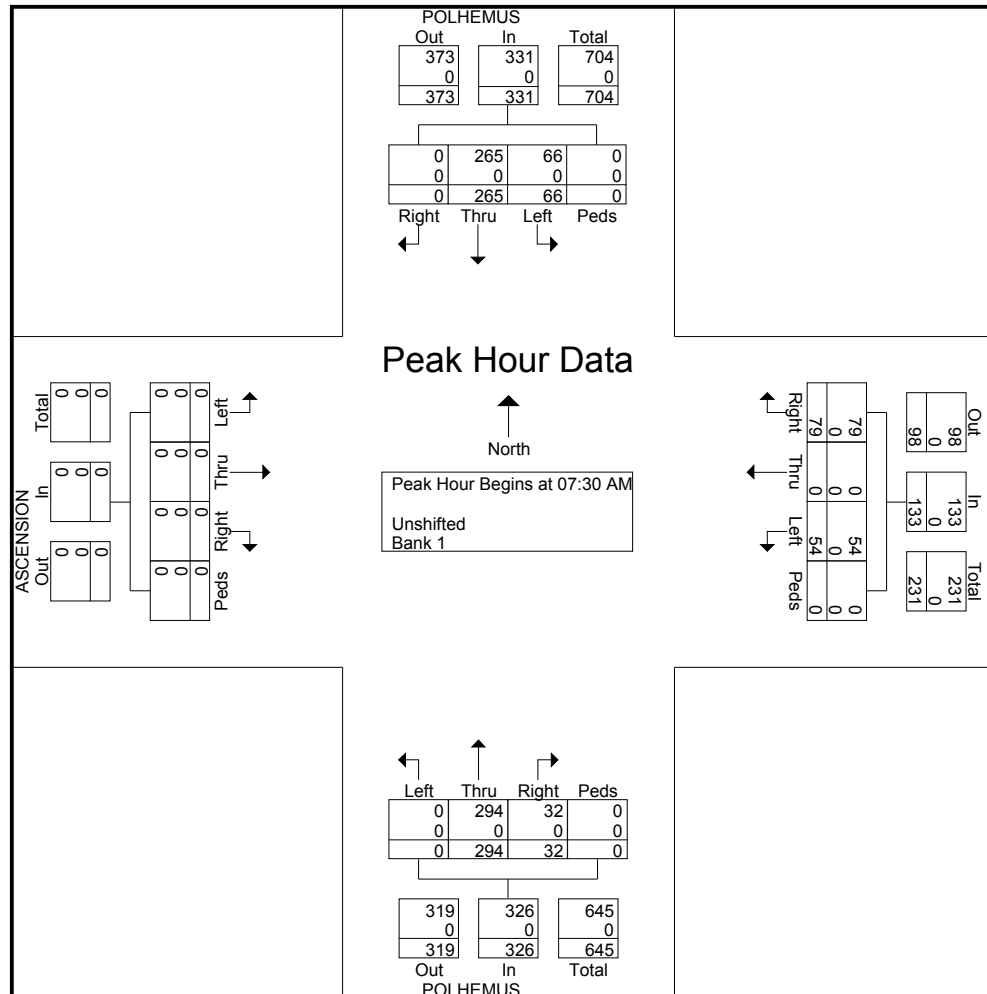 POLHEMUS
Out In Total
373 331 704
0 0 0
373 331 704
0 265 66 0
0 0 0 0
0 265 66 0
Right Thru Left Peds
Peak Hour Data
North
Peak Hour Begins at 07:30 AM
Unshifted
Bank 1
ASCENSION
Total In Out
0 0 0
0 0 0
0 0 0
0 0 0 0
0 0 0 0
0 0 0 0
Left Thru Right Peds
Out In Total
98 133 231
0 0 0
98 133 231
79 0 54 0
0 0 0 0
79 0 54 0
Right Thru Left Peds
Left Thru Right Peds
0 294 32 0
0 0 0 0
0 294 32 0
319 326 645
0 0 0
319 326 645
Out In Total
POLHEMUS